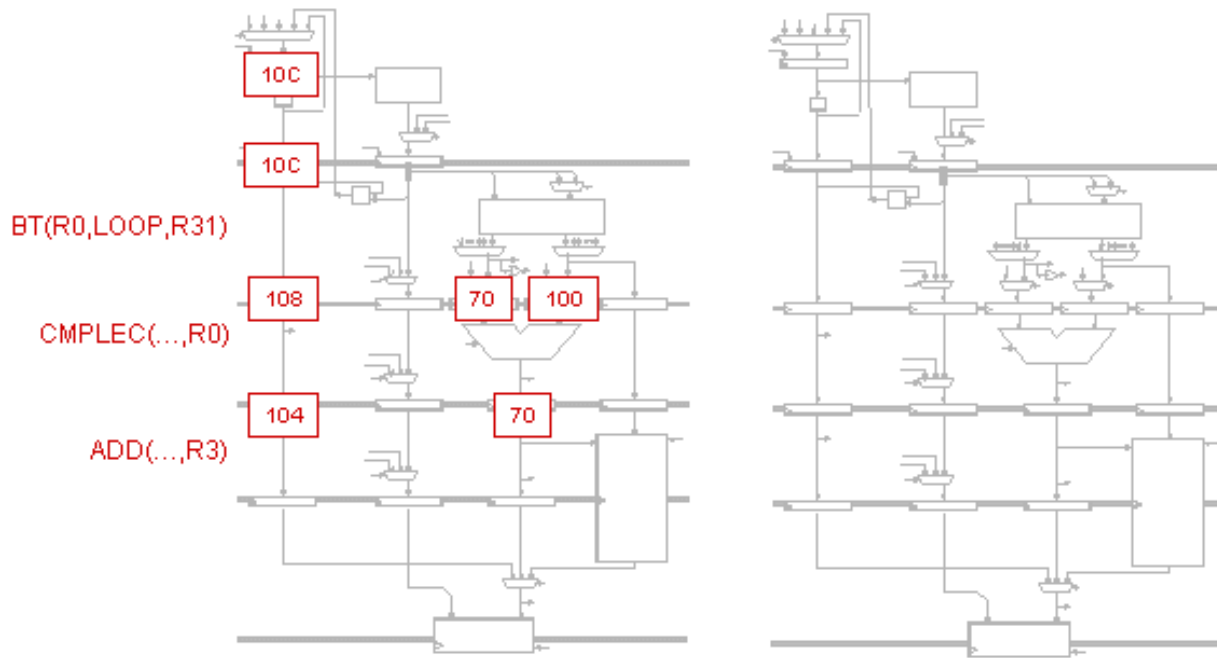 10C
10C
BT(R0,LOOP,R31)
108
70
100
CMPLEC(...,R0)
104
70
ADD(...,R3)